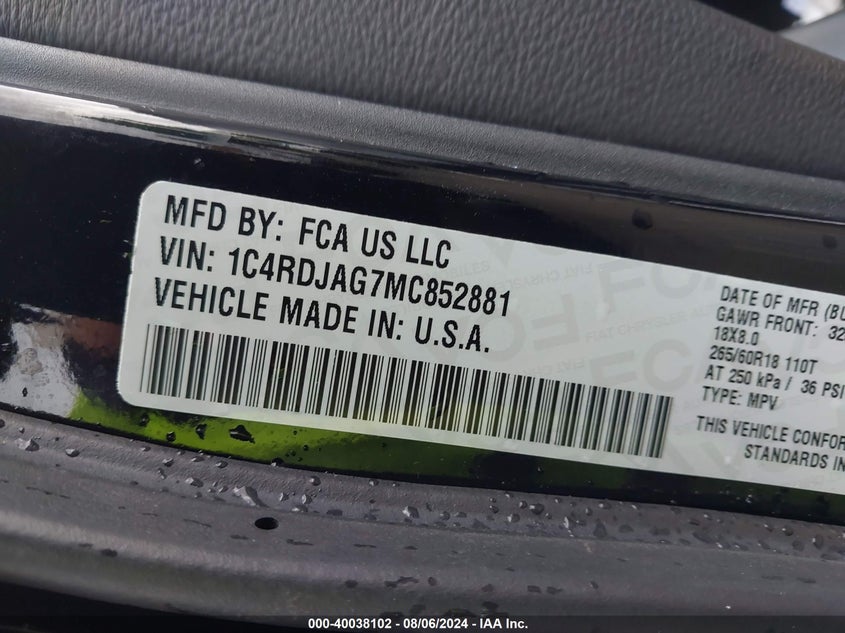 MFD BY: FCA US LLC
VIN: 1C4RDJAG7MC852881
VEHICLE MADE IN: U.S.A.
DATE OF MFR (BU
GAWR FRONT: 32
18X8.0
265/60R18 110T
AT 250 kPa / 36 PSI
TYPE: MPV
THIS VEHICLE CONFOR
STANDARDS IN
000-40038102 - 08/06/2024 - IAA Inc.